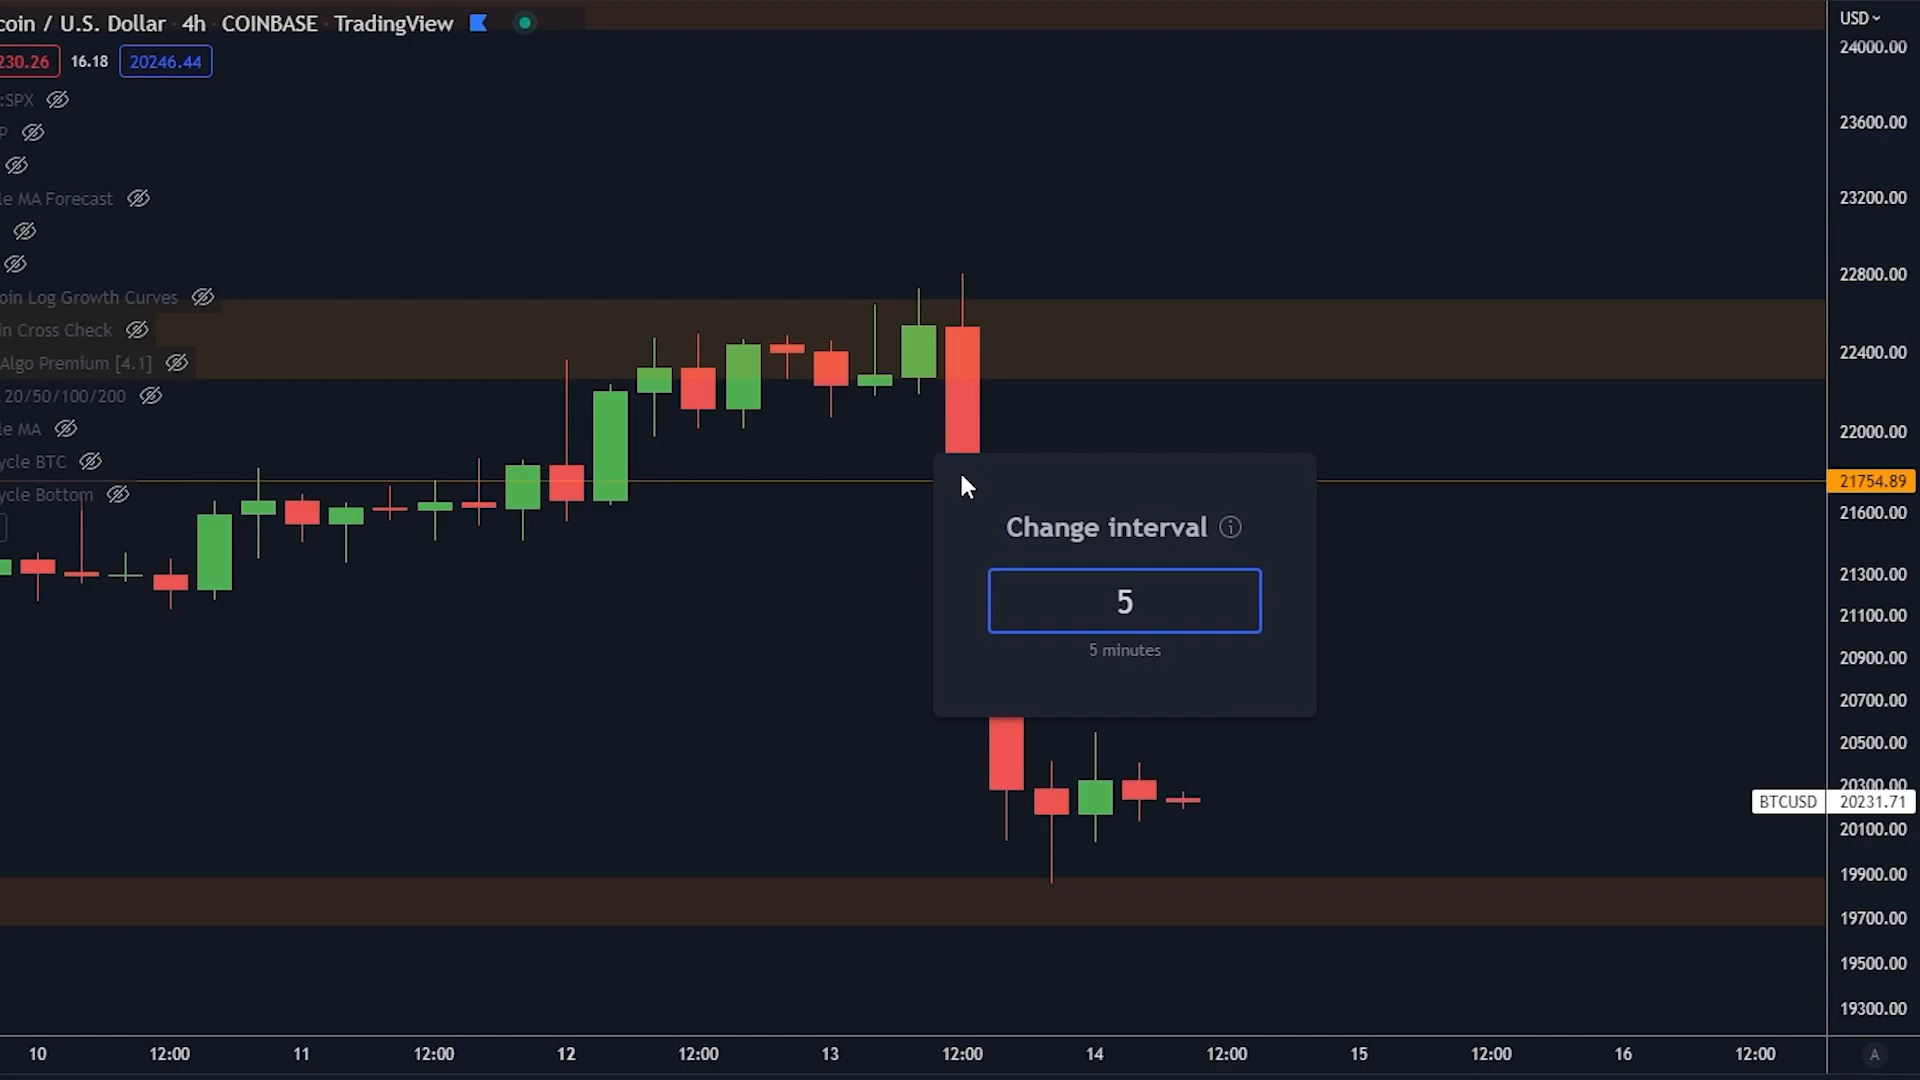 coin / U.S. Dollar · 4h · COINBASE · TradingView
230.26 16.18 20246.44
:SPX
P
le MA Forecast
oin Log Growth Curves
in Cross Check
Algo Premium [4.1]
20/50/100/200
le MA
ycle BTC
ycle Bottom
Change interval
5
5 minutes
USD
24000.00
23600.00
23200.00
22800.00
22400.00
22000.00
21754.89
21600.00
21300.00
21100.00
20900.00
20700.00
20500.00
20300.00
BTCUSD 20231.71
20100.00
19900.00
19700.00
19500.00
19300.00
10 12:00 11 12:00 12 12:00 13 12:00 14 12:00 15 12:00 16 12:00 A